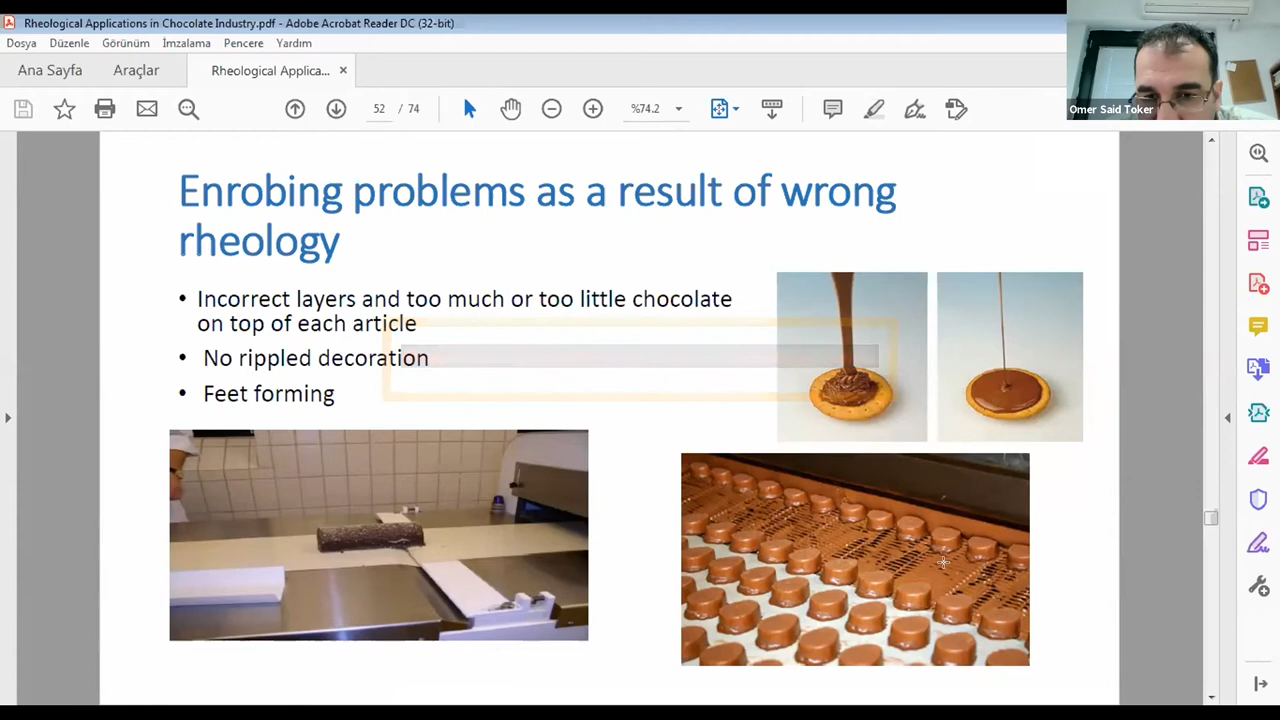 Rheological Applications in Chocolate Industry.pdf - Adobe Acrobat Reader DC (32-bit)
Dosya Düzenle Görünüm İmzalama Pencere Yardım
Ana Sayfa Araçlar Rheological Applica... ×
52 / 74 %74.2
Omer Said Toker
Enrobing problems as a result of wrong
rheology
• Incorrect layers and too much or too little chocolate
on top of each article
• No rippled decoration
• Feet forming